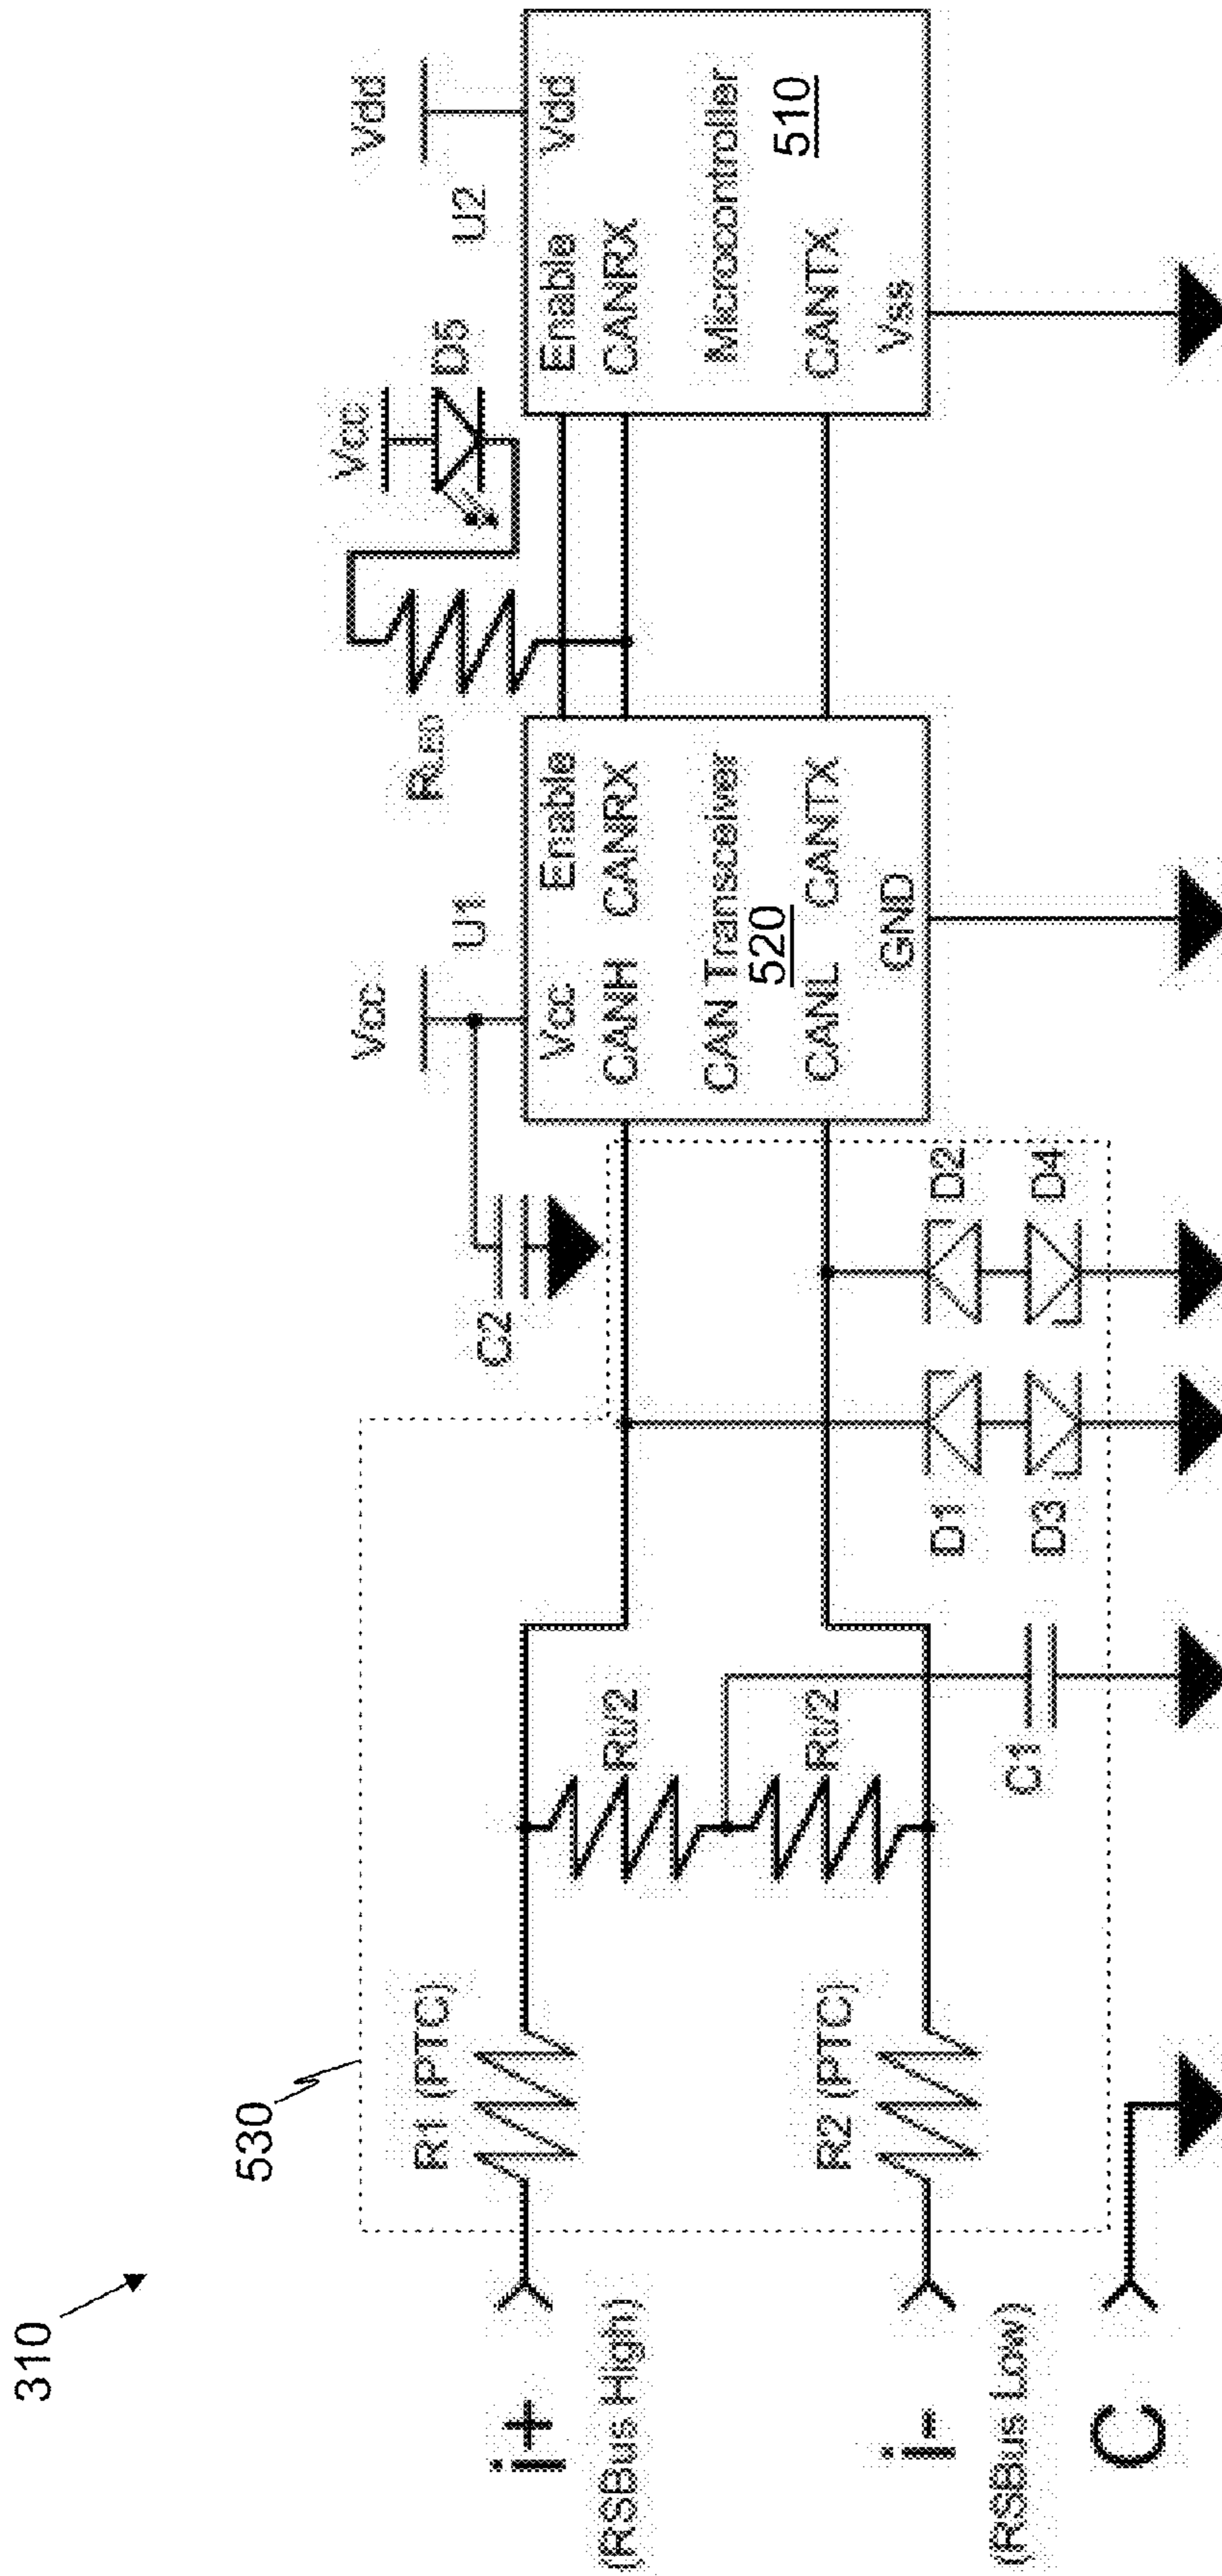 310
530
i+
(RSBus High)
R1 (PTC)
Rt/2
Rt/2
i-
(RSBus Low)
R2 (PTC)
C
C1
D1
D3
D2
D4
C2
Vcc
U1
Vcc Enable
CANH CANRX
CAN Transceiver
520
CANL CANTX
GND
RLED
Vcc
D5
Vdd
U2
Enable Vdd
CANRX
Microcontroller
510
CANTX
Vss